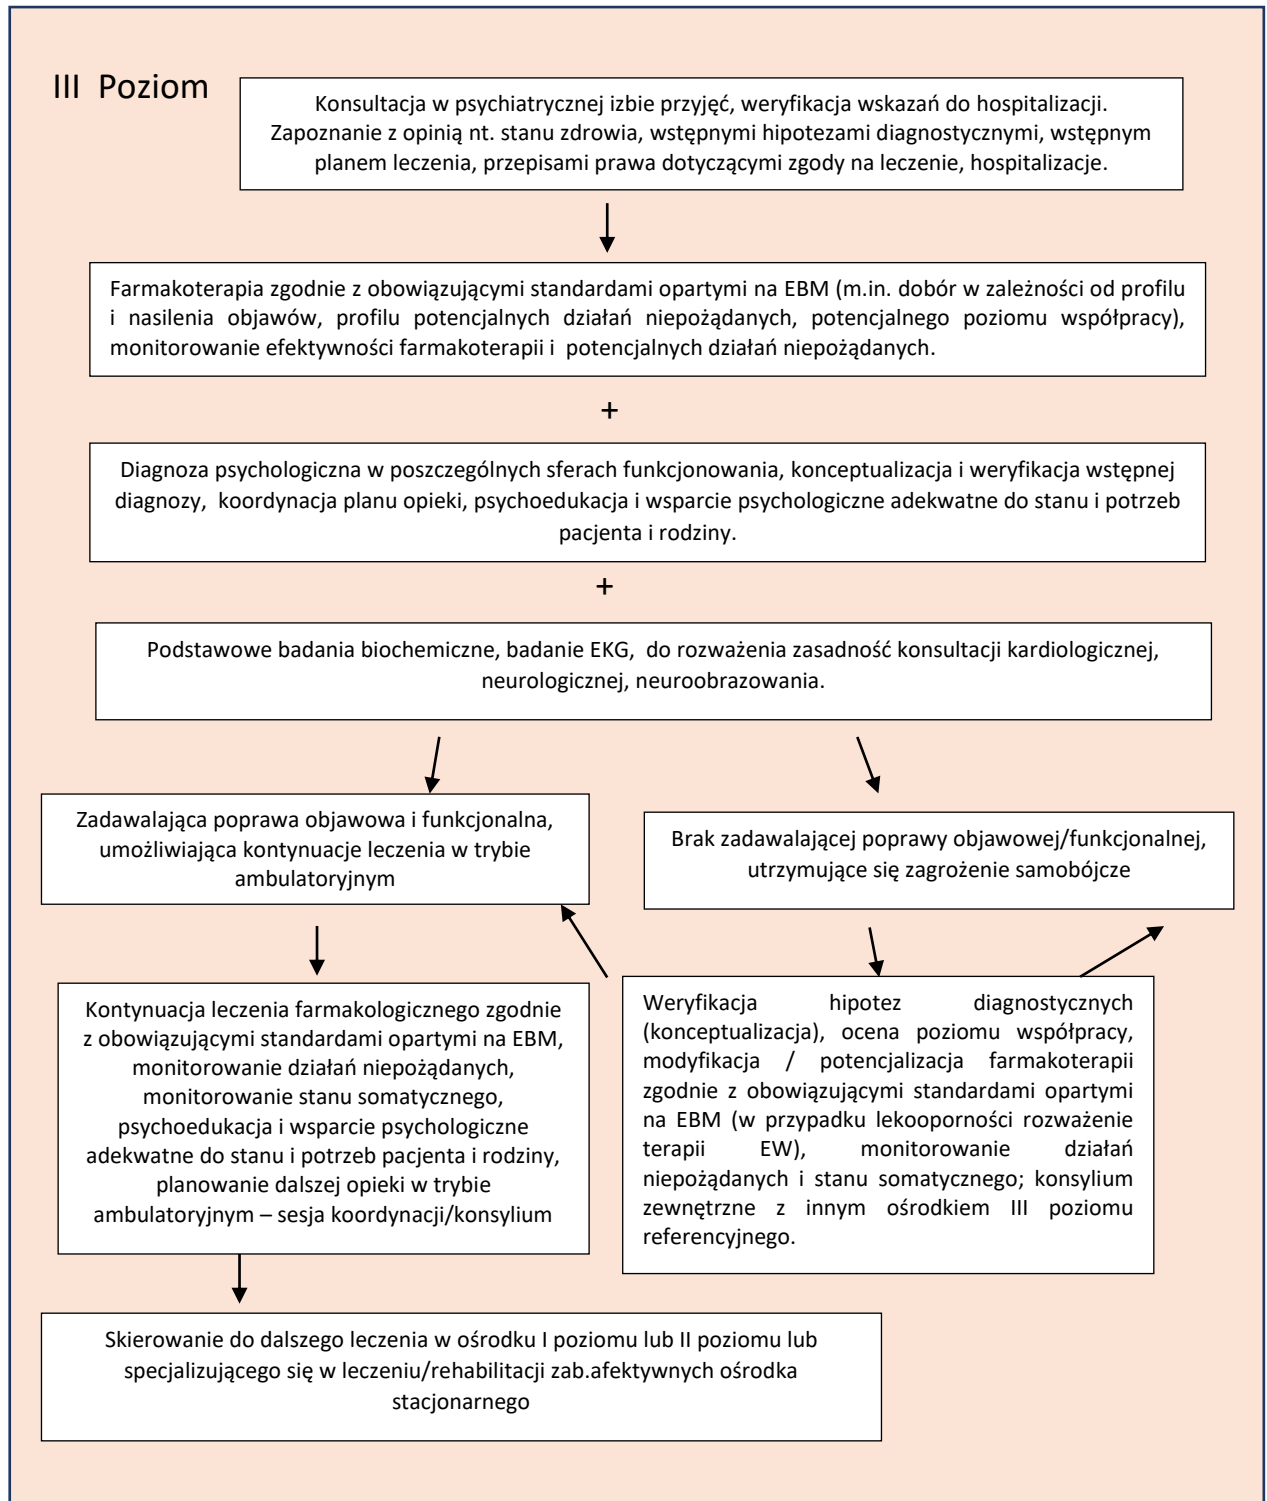 III Poziom
Konsultacja w psychiatrycznej izbie przyjęć, weryfikacja wskazań do hospitalizacji.
Zapoznanie z opinią nt. stanu zdrowia, wstępnymi hipotezami diagnostycznymi, wstępnym
planem leczenia, przepisami prawa dotyczącymi zgody na leczenie, hospitalizacje.
Farmakoterapia zgodnie z obowiązującymi standardami opartymi na EBM (m.in. dobór w zależności od profilu
i nasilenia objawów, profilu potencjalnych działań niepożądanych, potencjalnego poziomu współpracy),
monitorowanie efektywności farmakoterapii i potencjalnych działań niepożądanych.
+
Diagnoza psychologiczna w poszczególnych sferach funkcjonowania, konceptualizacja i weryfikacja wstępnej
diagnozy, koordynacja planu opieki, psychoedukacja i wsparcie psychologiczne adekwatne do stanu i potrzeb
pacjenta i rodziny.
+
Podstawowe badania biochemiczne, badanie EKG, do rozważenia zasadność konsultacji kardiologicznej,
neurologicznej, neuroobrazowania.
Zadawalająca poprawa objawowa i funkcjonalna,
umożliwiająca kontynuacje leczenia w trybie
ambulatoryjnym
Brak zadawalającej poprawy objawowej/funkcjonalnej,
utrzymujące się zagrożenie samobójcze
Kontynuacja leczenia farmakologicznego zgodnie
z obowiązującymi standardami opartymi na EBM,
monitorowanie działań niepożądanych,
monitorowanie stanu somatycznego,
psychoedukacja i wsparcie psychologiczne
adekwatne do stanu i potrzeb pacjenta i rodziny,
planowanie dalszej opieki w trybie
ambulatoryjnym – sesja koordynacji/konsylium
Weryfikacja hipotez diagnostycznych
(konceptualizacja), ocena poziomu współpracy,
modyfikacja / potencjalizacja farmakoterapii
zgodnie z obowiązującymi standardami opartymi
na EBM (w przypadku lekooporności rozważenie
terapii EW), monitorowanie działań
niepożądanych i stanu somatycznego; konsylium
zewnętrzne z innym ośrodkiem III poziomu
referencyjnego.
Skierowanie do dalszego leczenia w ośrodku I poziomu lub II poziomu lub
specjalizującego się w leczeniu/rehabilitacji zab.afektywnych ośrodka
stacjonarnego